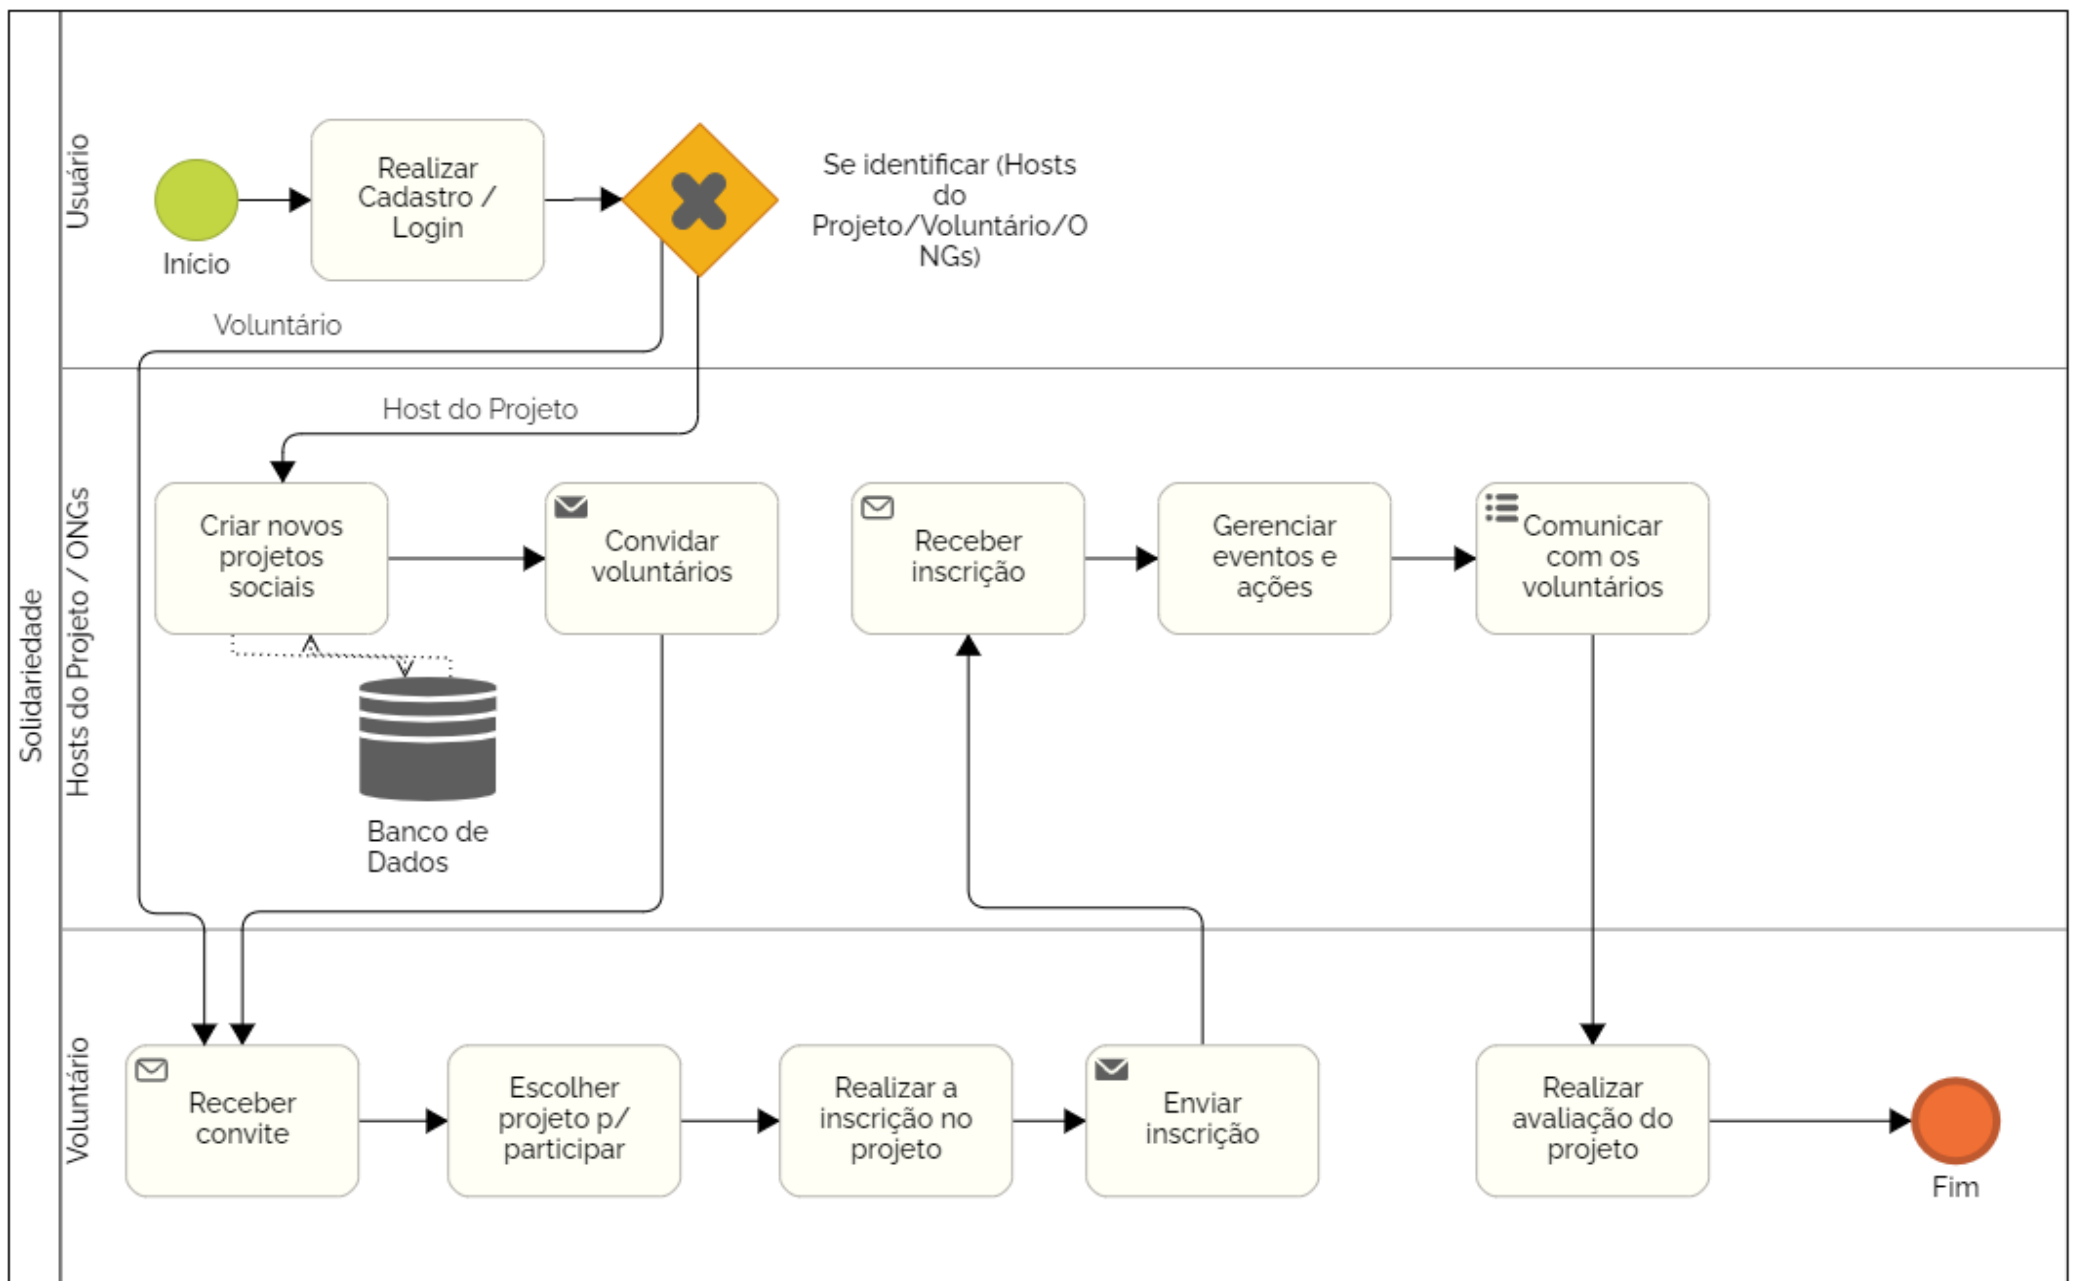 Solidariedade
Usuário
Início
Realizar
Cadastro /
Login
Se identificar (Hosts
do
Projeto/Voluntário/O
NGs)
Voluntário
Hosts do Projeto / ONGs
Host do Projeto
Criar novos
projetos
sociais
Convidar
voluntários
Receber
inscrição
Gerenciar
eventos e
ações
Comunicar
com os
voluntários
Banco de
Dados
Voluntário
Receber
convite
Escolher
projeto p/
participar
Realizar a
inscrição no
projeto
Enviar
inscrição
Realizar
avaliação do
projeto
Fim